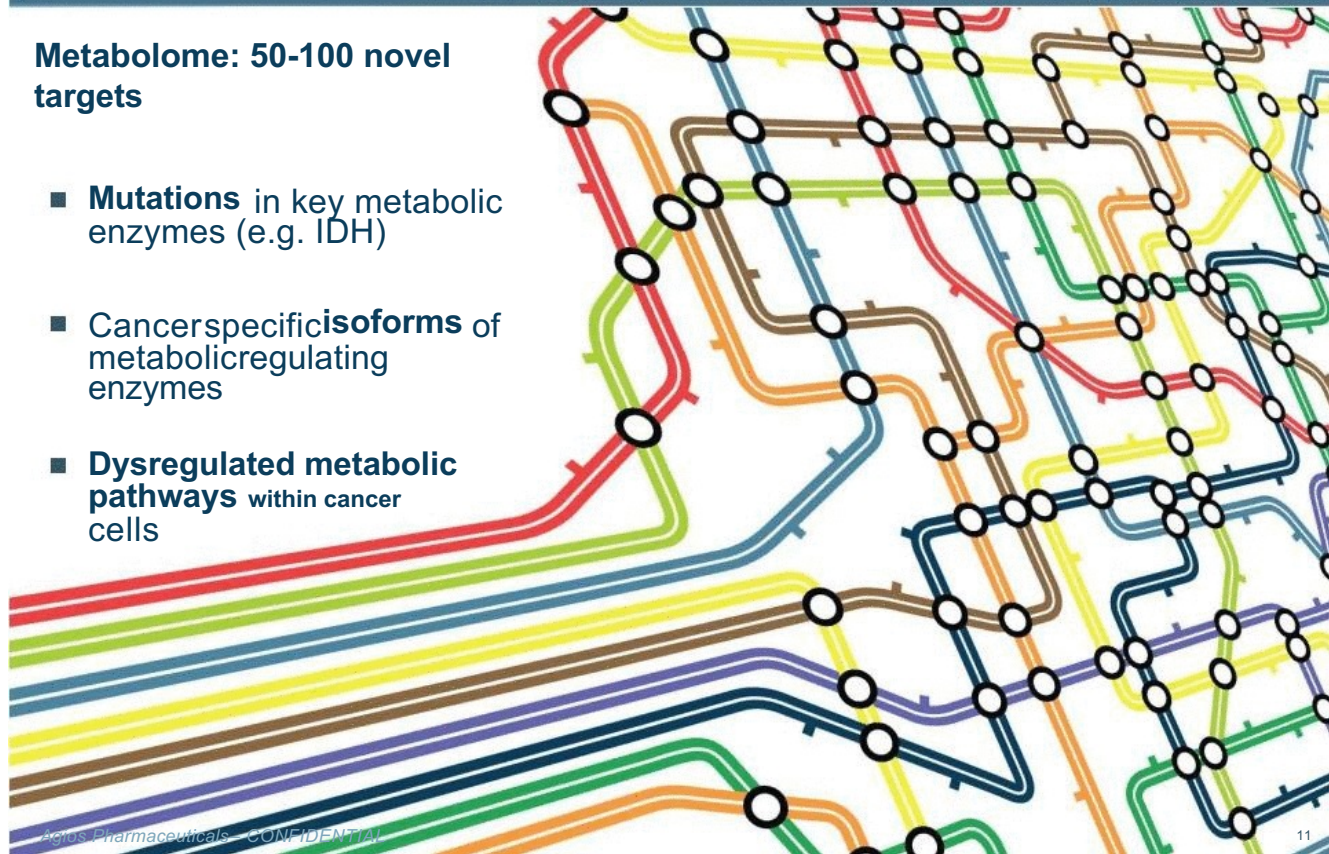 Metabolome: 50-100 novel
targets
■ Mutations in key metabolic
enzymes (e.g. IDH)
■ Cancerspecificisoforms of
metabolicregulating
enzymes
■ Dysregulated metabolic
pathways within cancer
cells
Agios Pharmaceuticals - CONFIDENTIAL
11